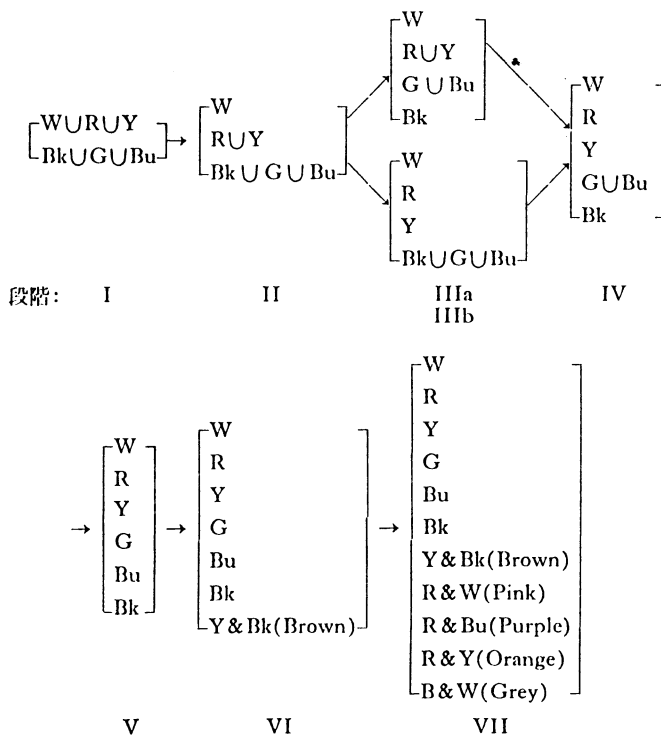 W∪R∪Y
Bk∪G∪Bu
→
W
R∪Y
Bk∪G∪Bu
W
R∪Y
G∪Bu
Bk
W
R
Y
Bk∪G∪Bu
W
R
Y
G∪Bu
Bk
段階: I II IIIa IV
IIIb
→
W
R
Y
G
Bu
Bk
→
W
R
Y
G
Bu
Bk
Y&Bk(Brown)
→
W
R
Y
G
Bu
Bk
Y&Bk(Brown)
R&W(Pink)
R&Bu(Purple)
R&Y(Orange)
B&W(Grey)
V VI VII